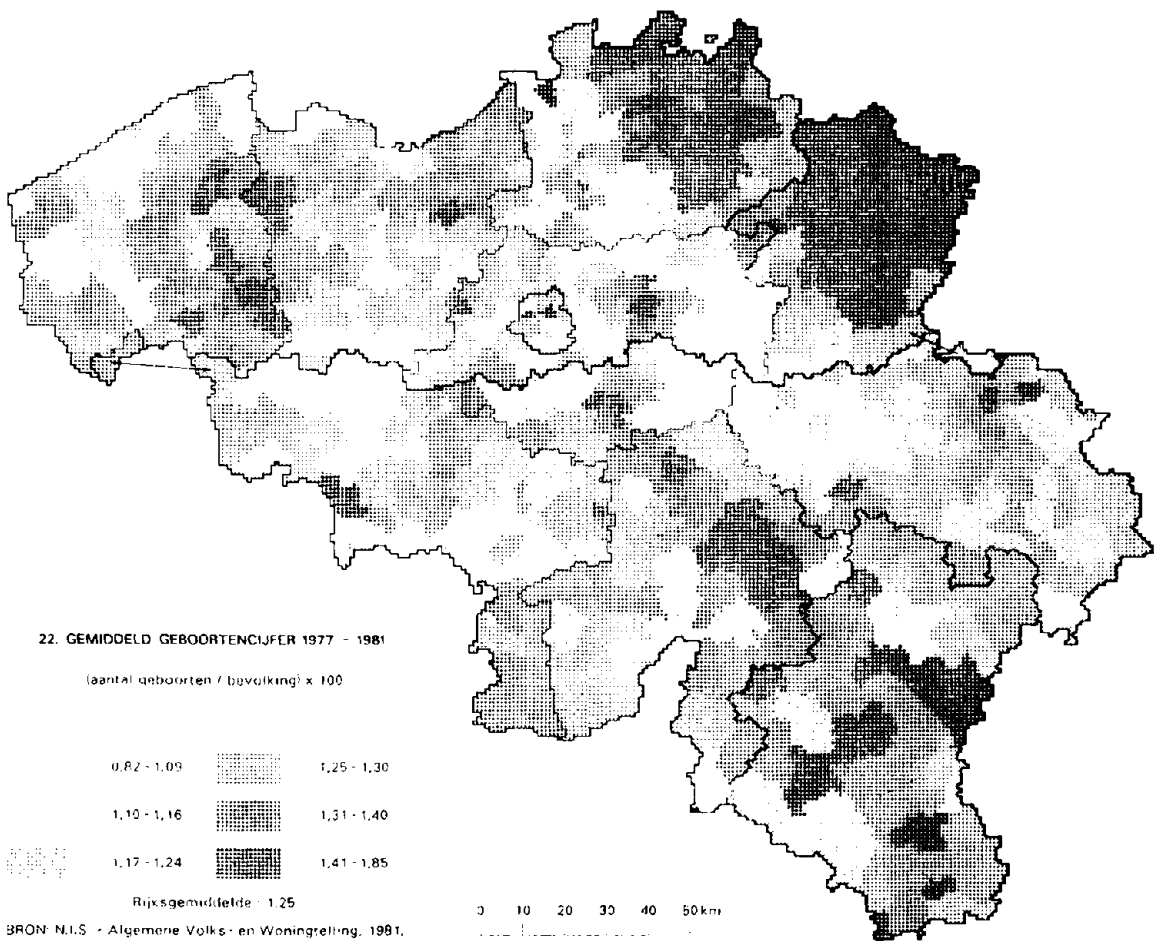 22. GEMIDDELD GEBOORTENCIJFER 1977 - 1981
(aantal geboorten / bevolking) x 100
0,82 - 1,09 1,25 - 1,30
1,10 - 1,16 1,31 - 1,40
1,17 - 1,24 1,41 - 1,85
Rijksgemiddelde : 1,25
0 10 20 30 40 50 km
BRON: N.I.S. - Algemene Volks- en Woningtelling, 1981.